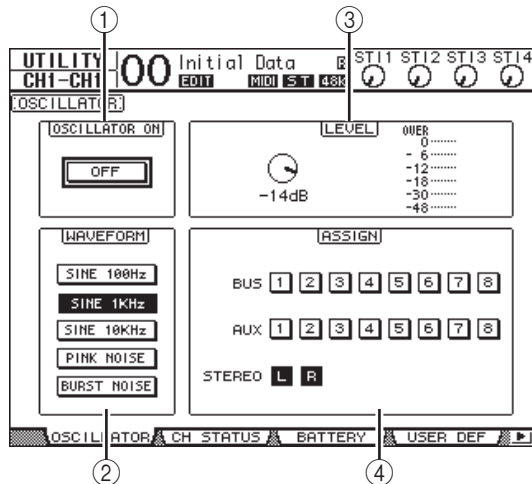 ① ③
UTILITY 00 Initial Data STI1 STI2 STI3 STI4
CH1-CH1 EDIT MIDI S.T 48k
OSCILLATOR
OSCILLATOR ON
OFF
LEVEL
-14dB
OVER
0
- 6
-12
-18
-30
-48
WAVEFORM
SINE 100Hz
SINE 1KHz
SINE 10KHz
PINK NOISE
BURST NOISE
ASSIGN
BUS 1 2 3 4 5 6 7 8
AUX 1 2 3 4 5 6 7 8
STEREO L R
OSCILLATOR CH STATUS BATTERY USER DEF
② ④